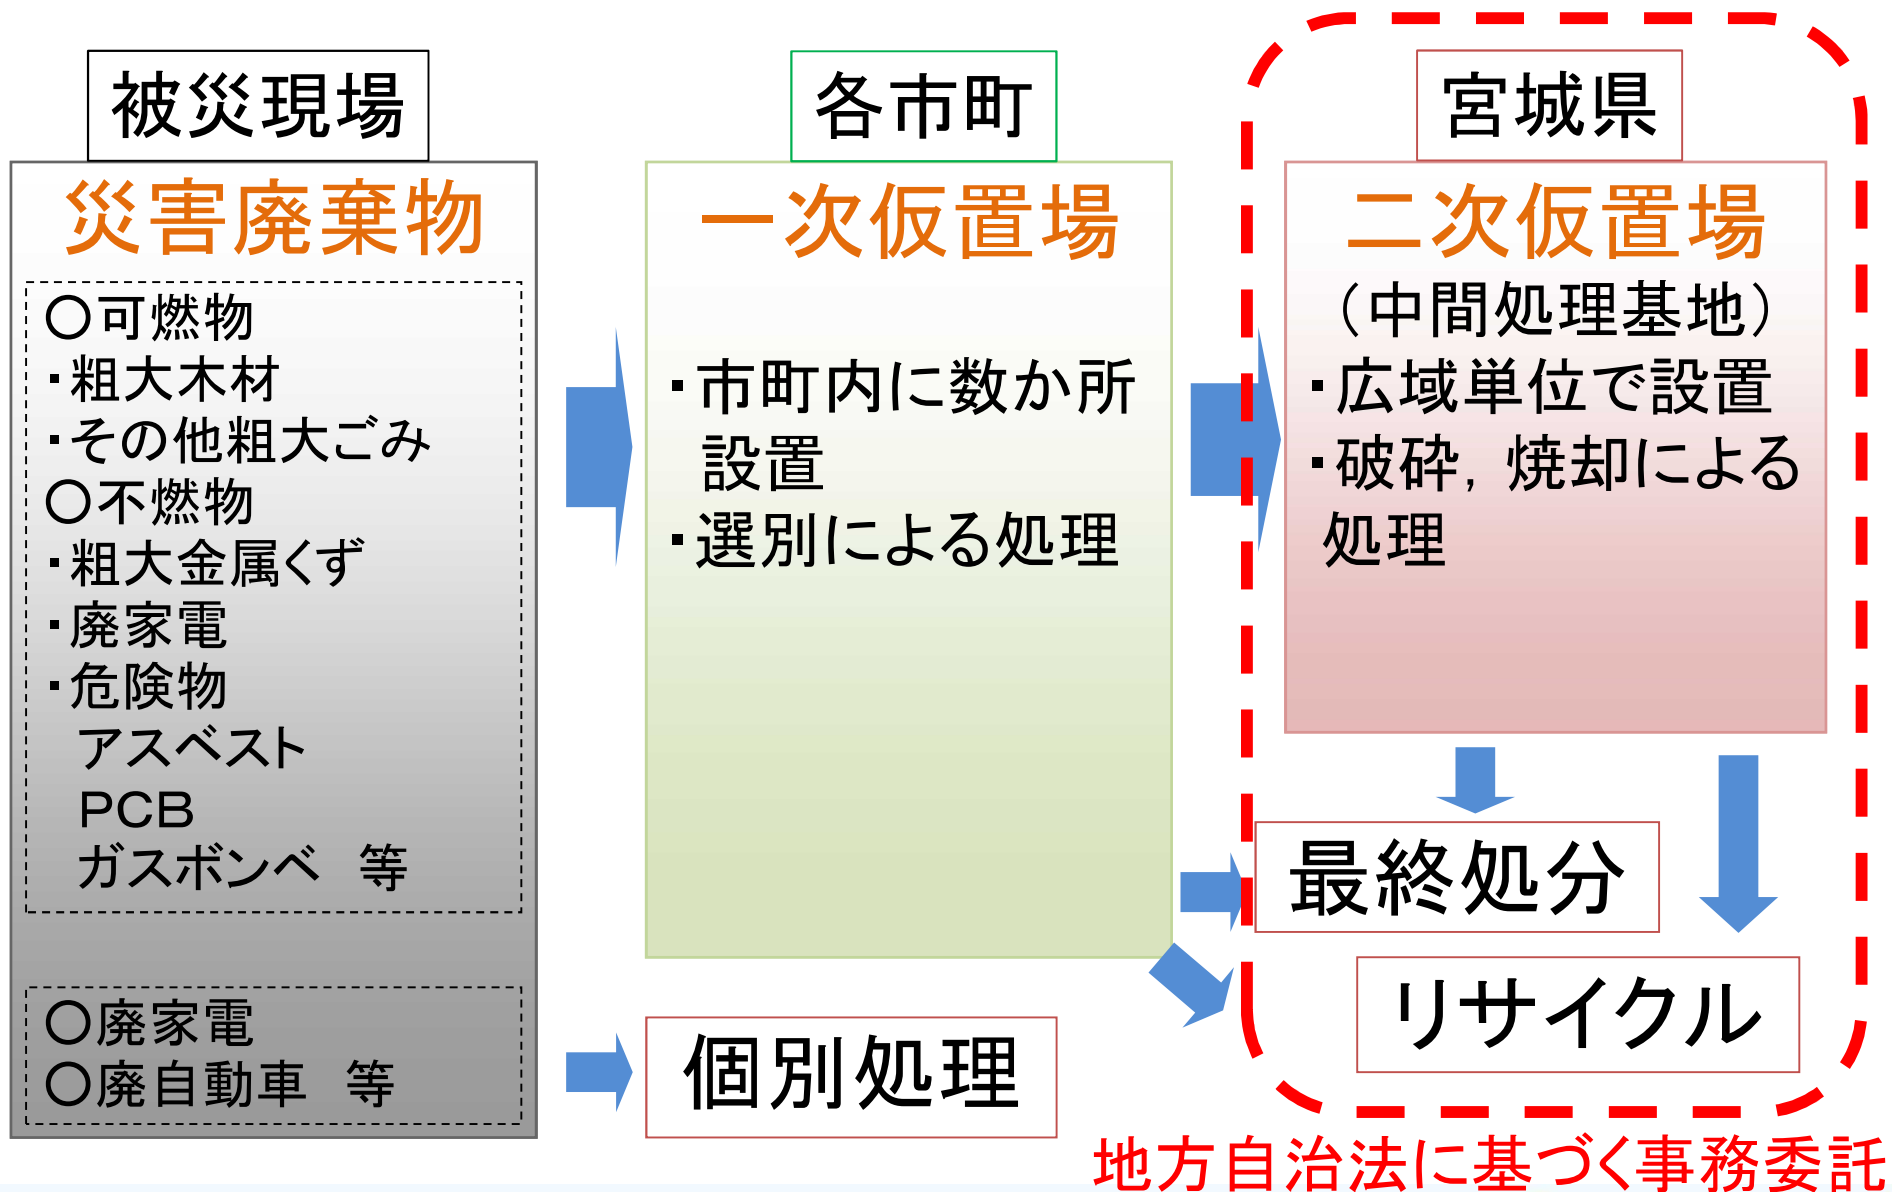 被災現場
災害廃棄物
○可燃物
・粗大木材
・その他粗大ごみ
○不燃物
・粗大金属くず
・廃家電
・危険物
アスベスト
PCB
ガスボンベ　等
○廃家電
○廃自動車　等
各市町
一次仮置場
・市町内に数か所
設置
・選別による処理
個別処理
宮城県
二次仮置場
（中間処理基地）
・広域単位で設置
・破砕，焼却による
処理
最終処分
リサイクル
地方自治法に基づく事務委託